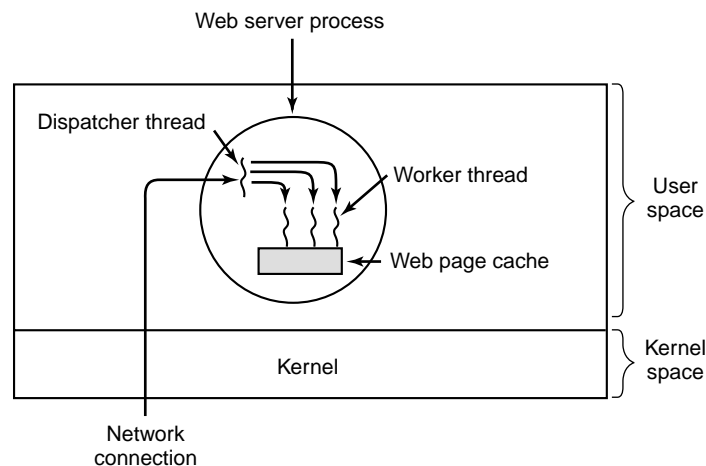 Web server process
Dispatcher thread
Worker thread
Web page cache
User
space
Kernel
Kernel
space
Network
connection